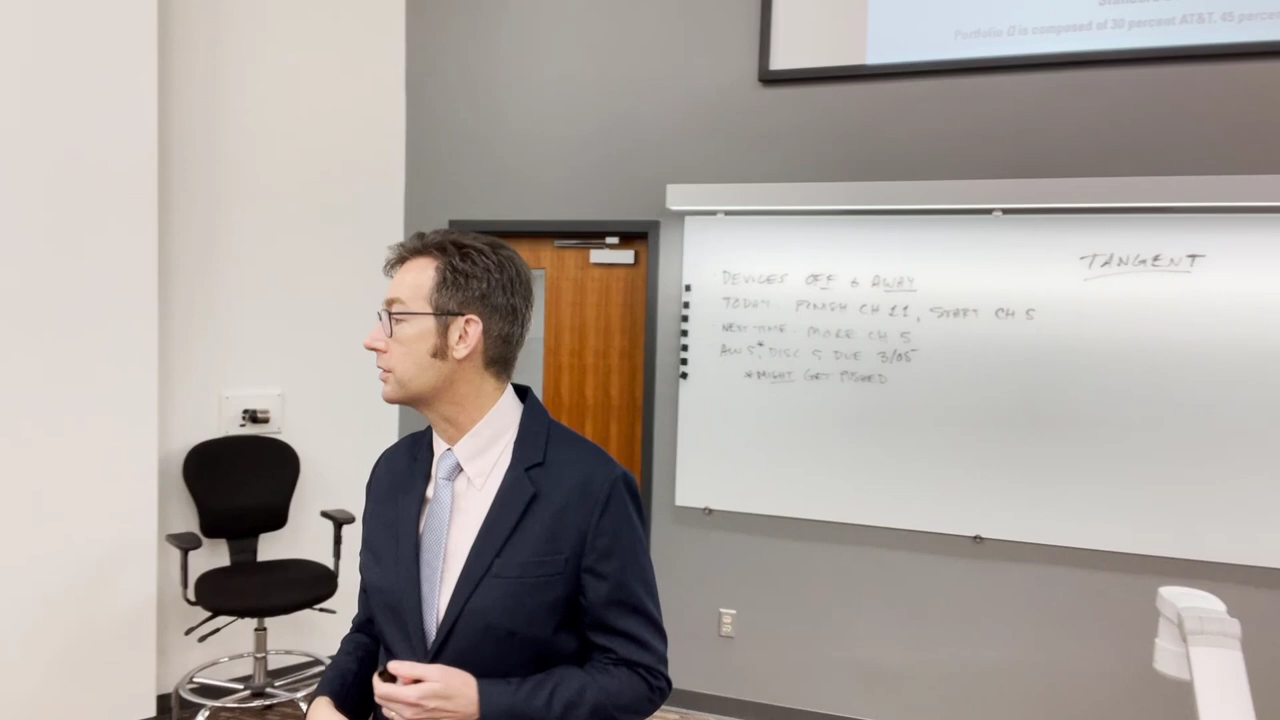 Portfolio Q is composed of 30 percent AT&T, 45 percen
TANGENT
DEVICES OFF & AWAY
TODAY: FINISH CH 11, START CH 5
NEXT TIME: MORE CH 5
AW 5*, DISC 5 DUE 3/05
*MIGHT GET PUSHED